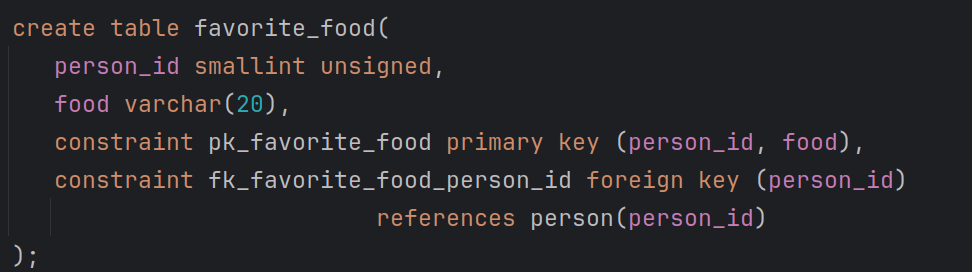 create table favorite_food(
person_id smallint unsigned,
food varchar(20),
constraint pk_favorite_food primary key (person_id, food),
constraint fk_favorite_food_person_id foreign key (person_id)
references person(person_id)
);